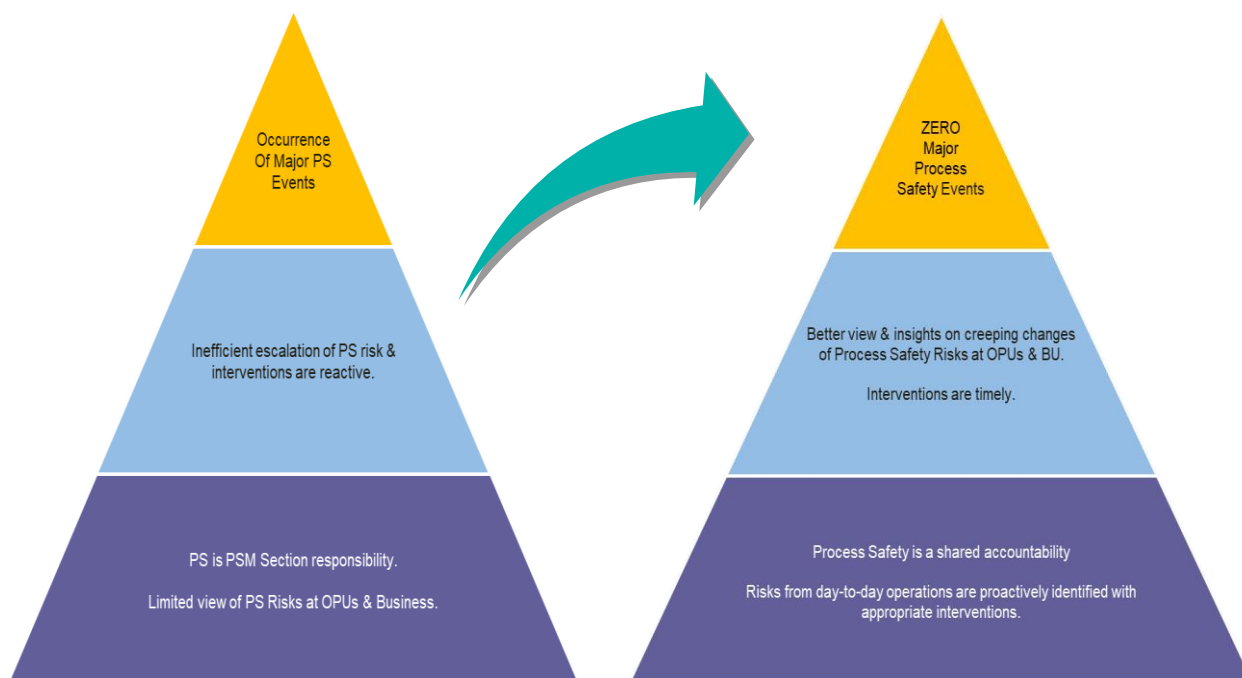 Occurrence
Of Major PS
Events
Inefficient escalation of PS risk &
interventions are reactive.
PS is PSM Section responsibility.
Limited view of PS Risks at OPUs & Business.
ZERO
Major
Process
Safety Events
Better view & insights on creeping changes
of Process Safety Risks at OPUs & BU.
Interventions are timely.
Process Safety is a shared accountability
Risks from day-to-day operations are proactively identified with
appropriate interventions.